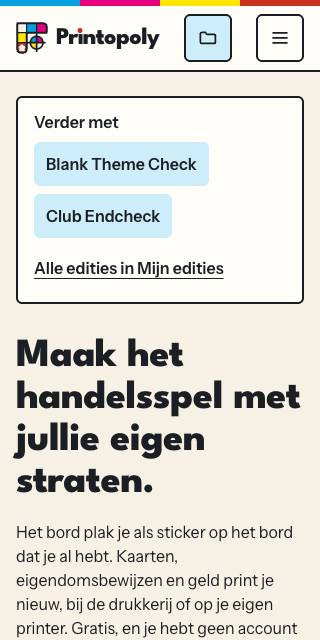 Printopoly
Verder met
Blank Theme Check
Club Endcheck
Alle edities in Mijn edities
Maak het
handelsspel met
jullie eigen
straten.
Het bord plak je als sticker op het bord
dat je al hebt. Kaarten,
eigendomsbewijzen en geld print je
nieuw, bij de drukkerij of op je eigen
printer. Gratis, en je hebt geen account